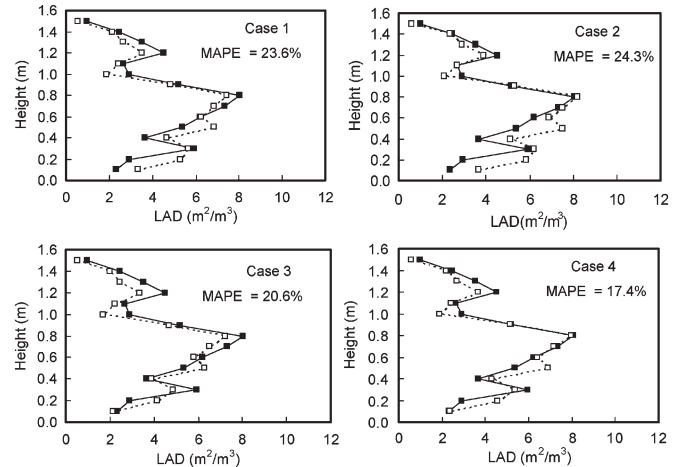 Case 1
MAPE = 23.6%
Height (m)
1.6
1.4
1.2
1.0
0.8
0.6
0.4
0.2
0.0
0 2 4 6 8 10 12
LAD (m²/m³)
Case 2
MAPE = 24.3%
Height (m)
1.6
1.4
1.2
1.0
0.8
0.6
0.4
0.2
0.0
0 2 4 6 8 10 12
LAD(m²/m³)
Case 3
MAPE = 20.6%
Height (m)
1.6
1.4
1.2
1.0
0.8
0.6
0.4
0.2
0.0
0 2 4 6 8 10 12
LAD (m²/m³)
Case 4
MAPE = 17.4%
Height (m)
1.6
1.4
1.2
1.0
0.8
0.6
0.4
0.2
0.0
0 2 4 6 8 10 12
LAD (m²/m³)